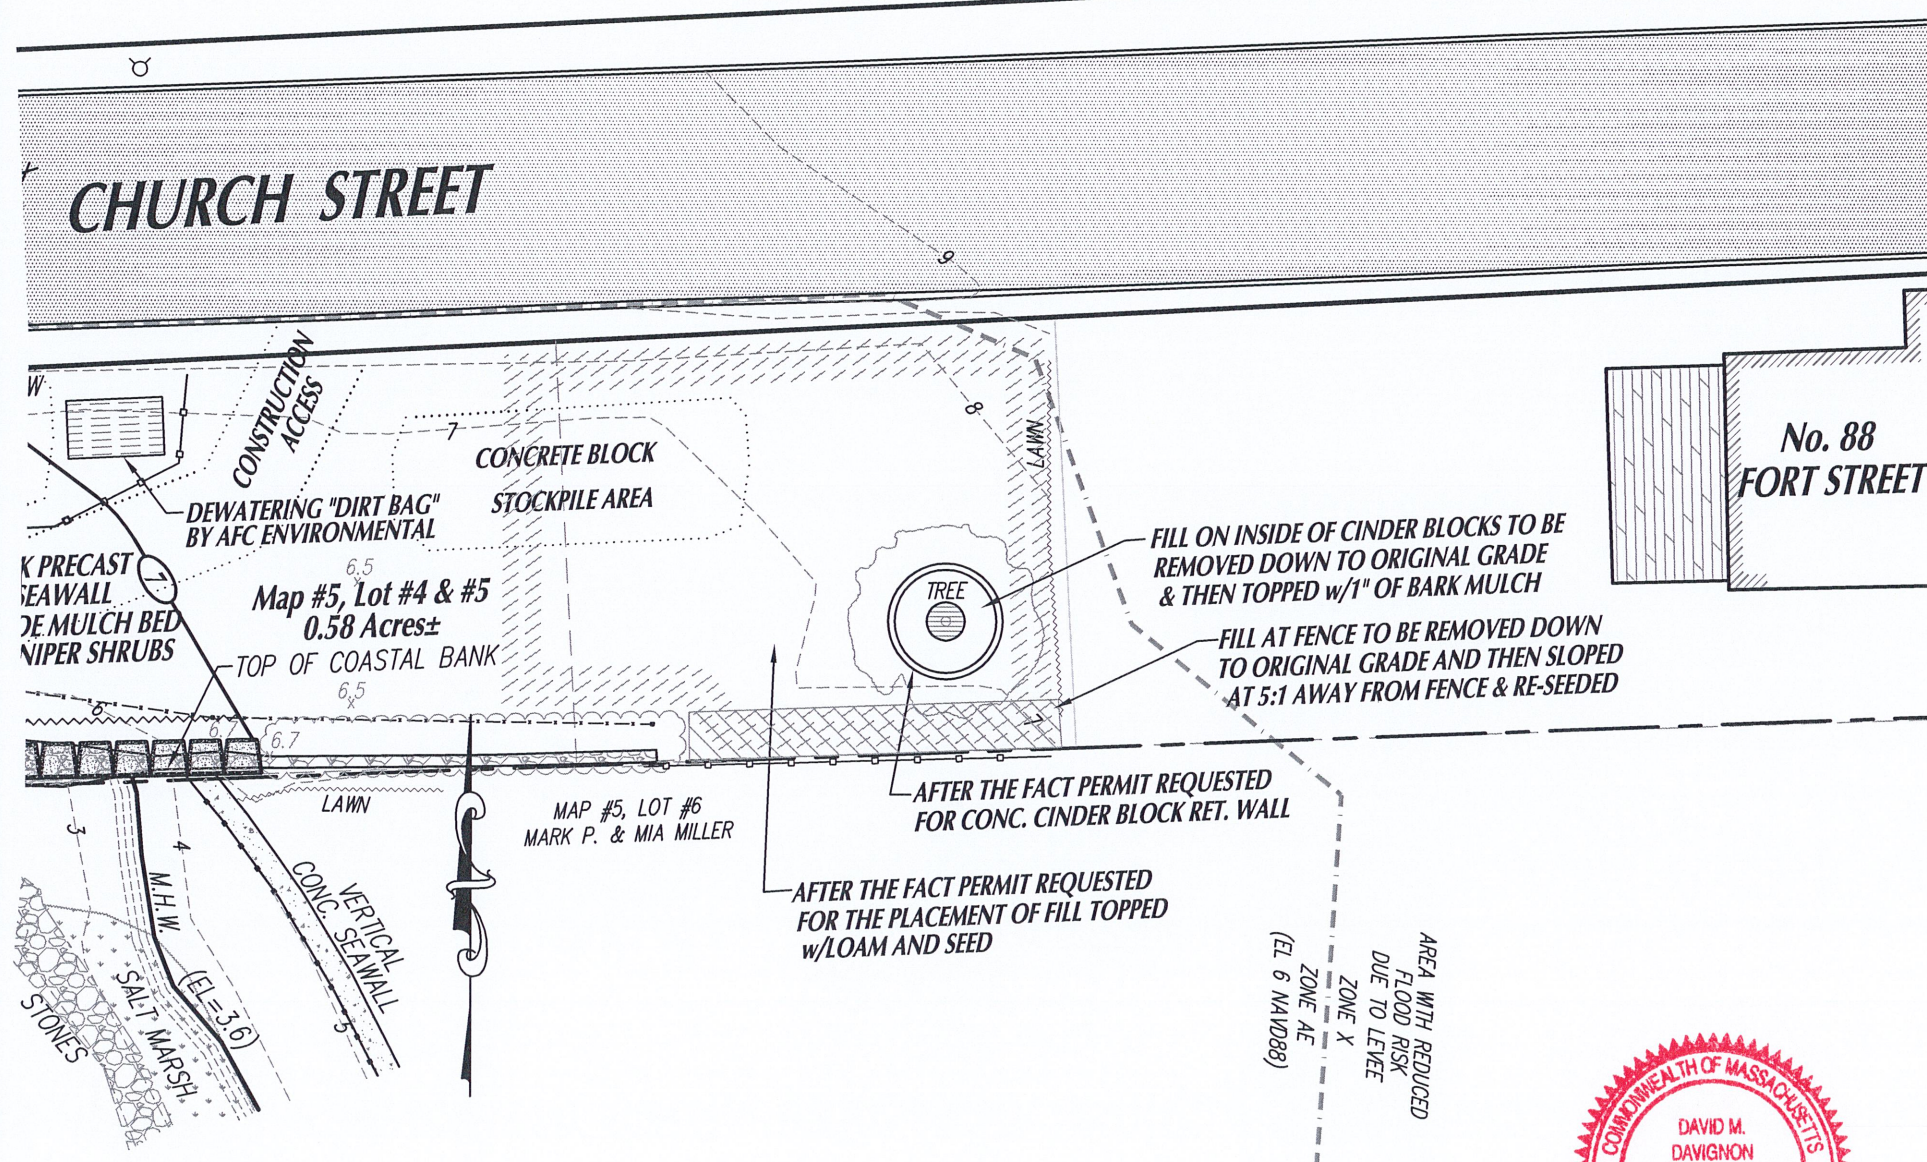 CHURCH STREET
9
CONSTRUCTION
ACCESS
W
7
8
LAWN
CONCRETE BLOCK
STOCKPILE AREA
No. 88
FORT STREET
DEWATERING "DIRT BAG"
BY AFC ENVIRONMENTAL
K PRECAST
SEAWALL
DE MULCH BED
NIPER SHRUBS
7
6.5
Map #5, Lot #4 & #5
0.58 Acres±
TOP OF COASTAL BANK
6.5
TREE
FILL ON INSIDE OF CINDER BLOCKS TO BE
REMOVED DOWN TO ORIGINAL GRADE
& THEN TOPPED w/1" OF BARK MULCH
FILL AT FENCE TO BE REMOVED DOWN
TO ORIGINAL GRADE AND THEN SLOPED
AT 5:1 AWAY FROM FENCE & RE-SEEDED
6
6.7
6.7
7
LAWN
MAP #5, LOT #6
MARK P. & MIA MILLER
AFTER THE FACT PERMIT REQUESTED
FOR CONC. CINDER BLOCK RET. WALL
AFTER THE FACT PERMIT REQUESTED
FOR THE PLACEMENT OF FILL TOPPED
w/LOAM AND SEED
3
4
M.H.W.
(EL=3.6)
VERTICAL
CONC. SEAWALL
5
SALT MARSH
STONES
AREA WITH REDUCED
FLOOD RISK
DUE TO LEVEE
ZONE X
ZONE AE
(EL 6 NAVD88)
COMMONWEALTH OF MASSACHUSETTS
DAVID M.
DAVIGNON